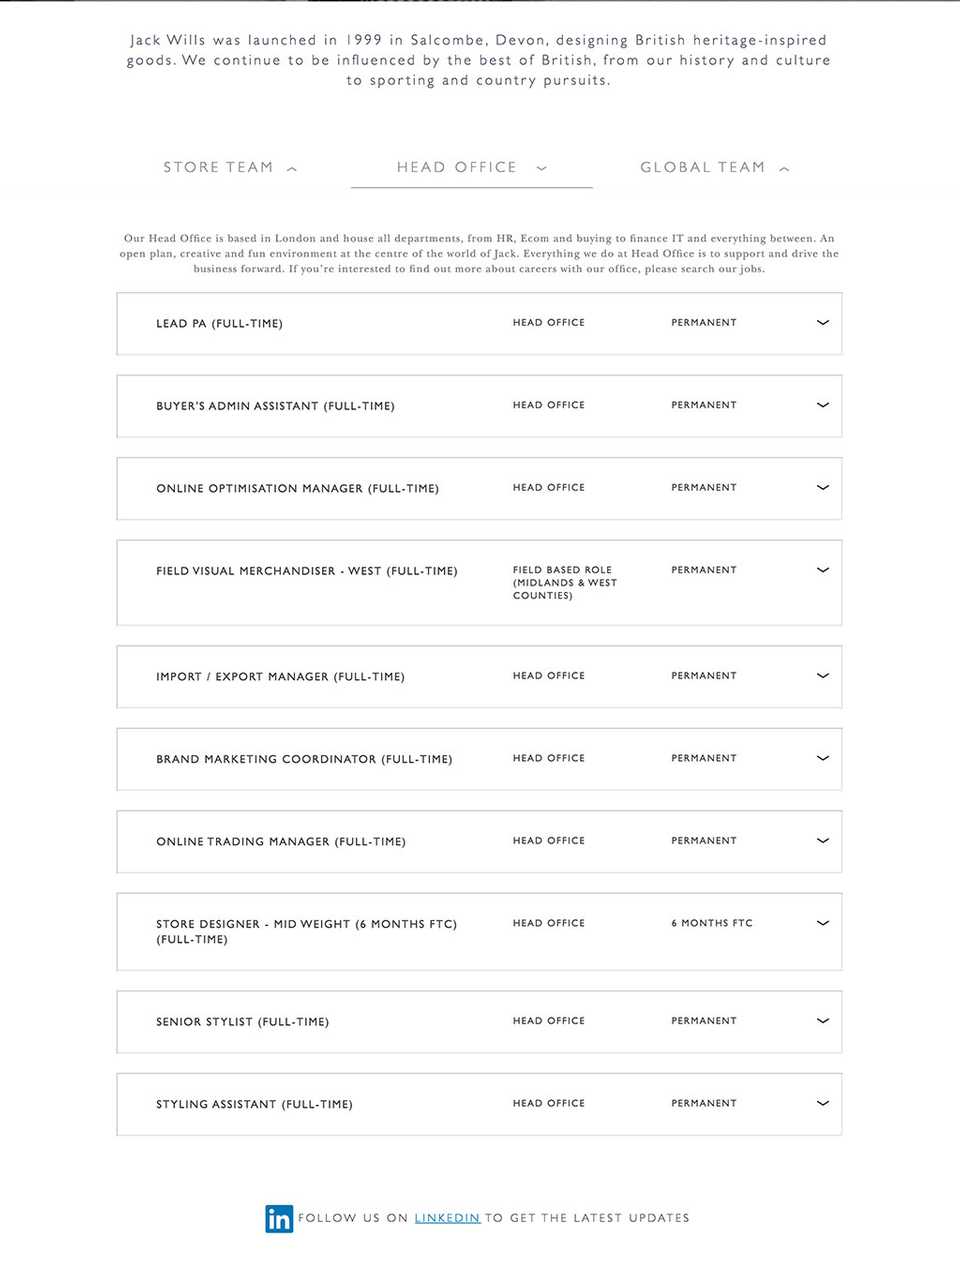 Jack Wills was launched in 1999 in Salcombe, Devon, designing British heritage-inspired
goods. We continue to be influenced by the best of British, from our history and culture
to sporting and country pursuits.
STORE TEAM HEAD OFFICE GLOBAL TEAM
Our Head Office is based in London and house all departments, from HR, Ecom and buying to finance IT and everything between. An
open plan, creative and fun environment at the centre of the world of Jack. Everything we do at Head Office is to support and drive the
business forward. If you're interested to find out more about careers with our office, please search our jobs.
LEAD PA (FULL-TIME) HEAD OFFICE PERMANENT
BUYER'S ADMIN ASSISTANT (FULL-TIME) HEAD OFFICE PERMANENT
ONLINE OPTIMISATION MANAGER (FULL-TIME) HEAD OFFICE PERMANENT
FIELD VISUAL MERCHANDISER - WEST (FULL-TIME) FIELD BASED ROLE PERMANENT
(MIDLANDS & WEST
COUNTIES)
IMPORT / EXPORT MANAGER (FULL-TIME) HEAD OFFICE PERMANENT
BRAND MARKETING COORDINATOR (FULL-TIME) HEAD OFFICE PERMANENT
ONLINE TRADING MANAGER (FULL-TIME) HEAD OFFICE PERMANENT
STORE DESIGNER - MID WEIGHT (6 MONTHS FTC) HEAD OFFICE 6 MONTHS FTC
(FULL-TIME)
SENIOR STYLIST (FULL-TIME) HEAD OFFICE PERMANENT
STYLING ASSISTANT (FULL-TIME) HEAD OFFICE PERMANENT
in FOLLOW US ON LINKEDIN TO GET THE LATEST UPDATES